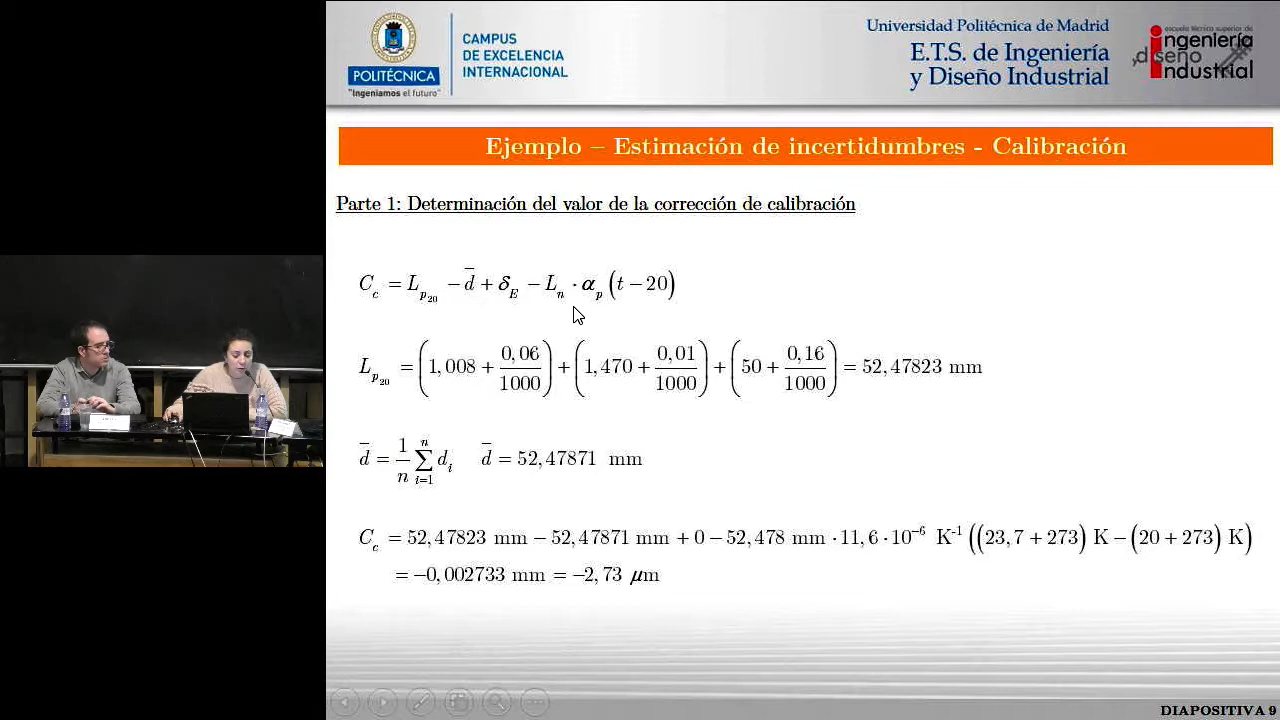 POLITÉCNICA
"Ingeniamos el futuro"
CAMPUS
DE EXCELENCIA
INTERNACIONAL
Universidad Politécnica de Madrid
E.T.S. de Ingeniería
y Diseño Industrial
escuela técnica superior de
ingeniería
diseño
industrial
Ejemplo – Estimación de incertidumbres - Calibración
Parte 1: Determinación del valor de la corrección de calibración
C_c = L_{p_{20}} − d̅ + δ_E − L_n · α_p (t − 20)
L_{p_{20}} = (1,008 + 0,06/1000) + (1,470 + 0,01/1000) + (50 + 0,16/1000) = 52,47823 mm
d̅ = 1/n ∑_{i=1}^{n} d_i   d̅ = 52,47871 mm
C_c = 52,47823 mm − 52,47871 mm + 0 − 52,478 mm · 11,6 · 10⁻⁶ K⁻¹ ((23,7 + 273) K − (20 + 273) K)
= −0,002733 mm = −2,73 μm
DIAPOSITIVA 9